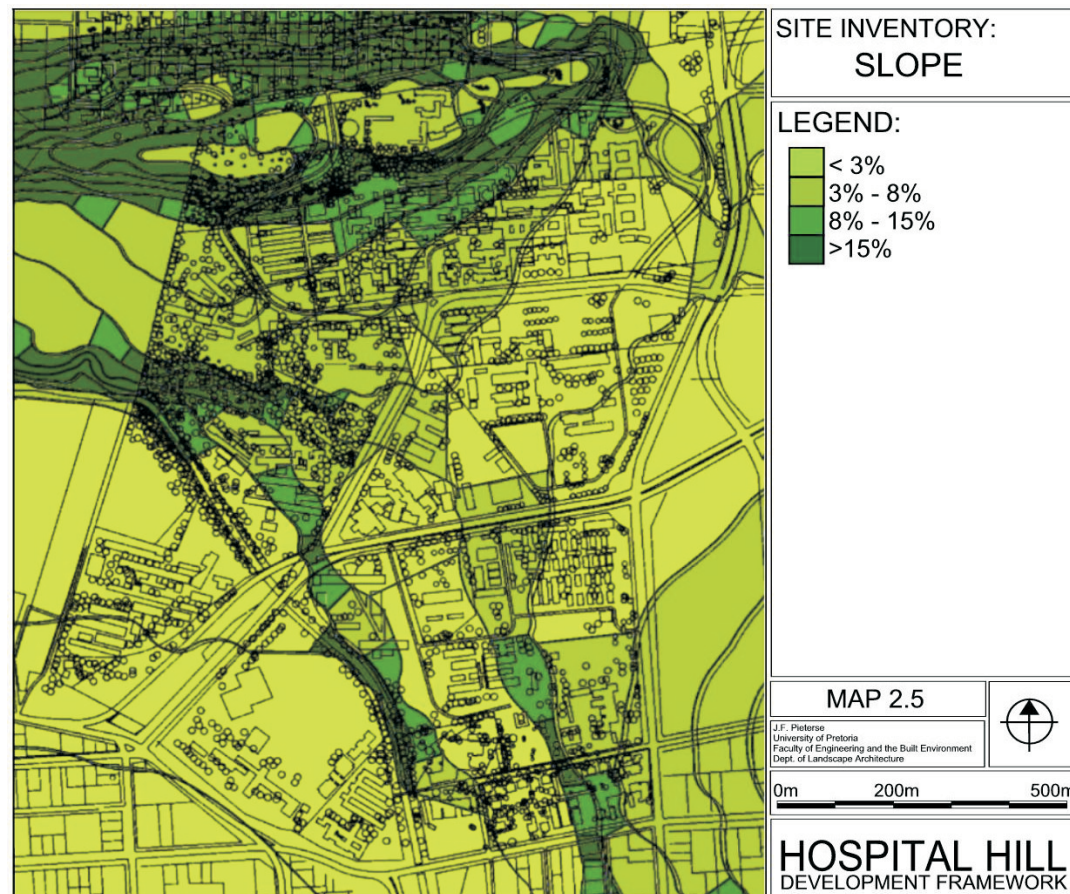 SITE INVENTORY:
SLOPE
LEGEND:
< 3%
3% - 8%
8% - 15%
>15%
MAP 2.5
J.F. Pieterse
University of Pretoria
Faculty of Engineering and the Built Environment
Dept. of Landscape Architecture
0m 200m 500m
HOSPITAL HILL
DEVELOPMENT FRAMEWORK